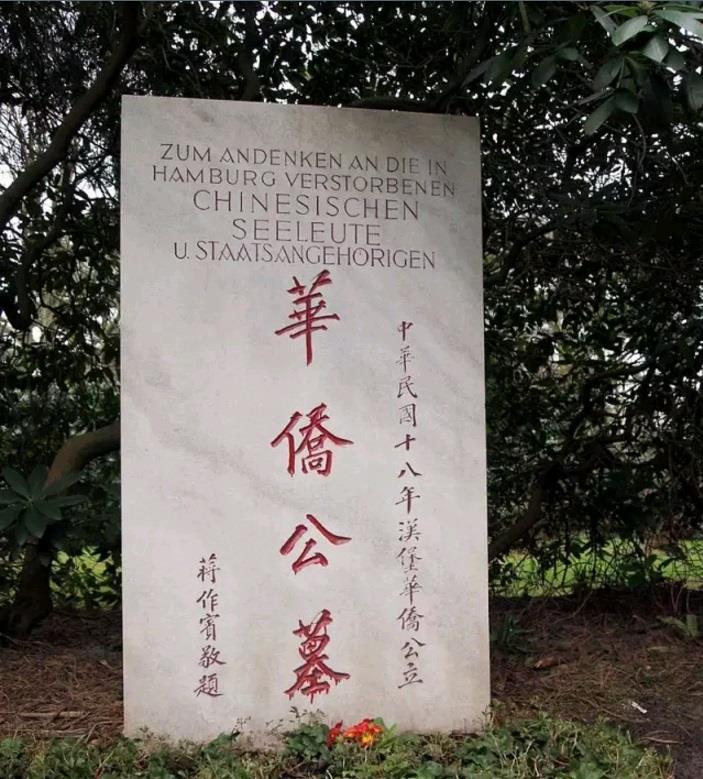 ZUM ANDENKEN AN DIE IN
HAMBURG VERSTORBENEN
CHINESISCHEN
SEELEUTE
U. STAATSANGEHÖRIGEN
中華民國十八年漢堡華僑公立
華僑公墓
蔣作賓敬題